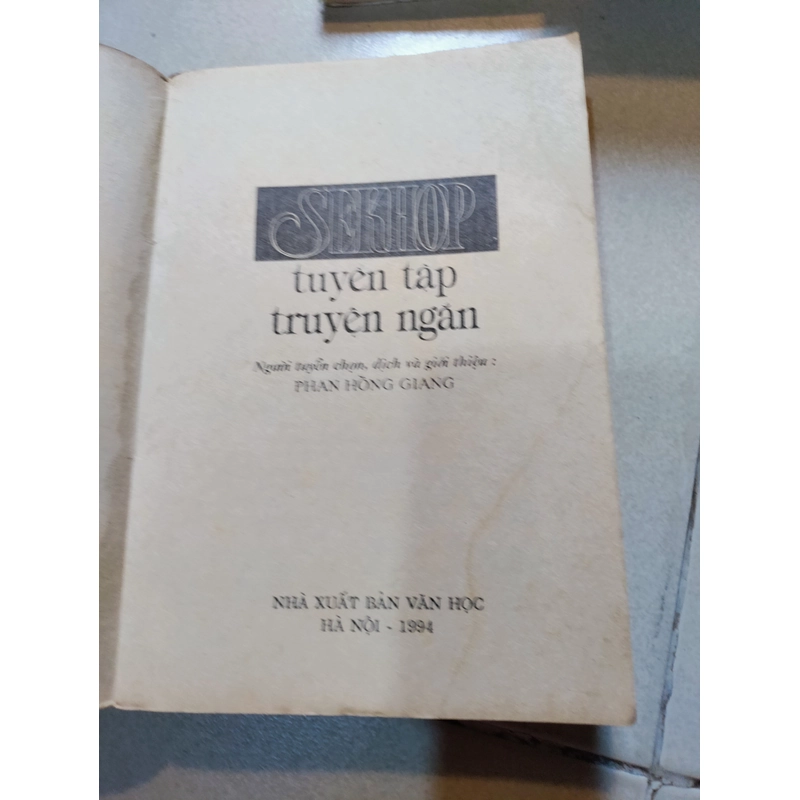 SEKHOP
tuyển tập
truyện ngắn
Người tuyển chọn, dịch và giới thiệu :
PHAN HỒNG GIANG
NHÀ XUẤT BẢN VĂN HỌC
HÀ NỘI - 1994